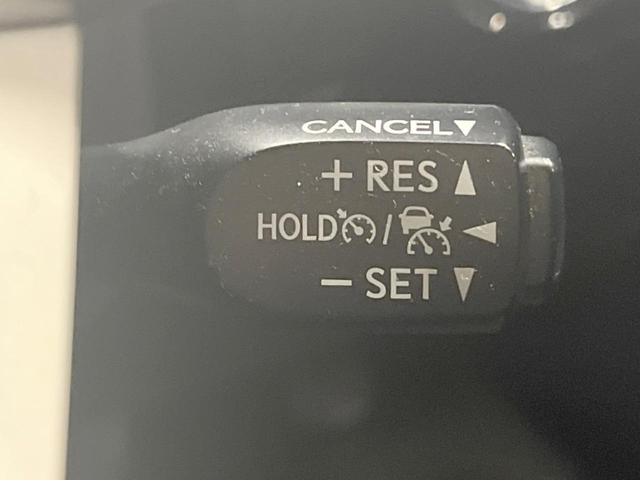 CANCEL▼
+ RES ▲
HOLD / ◀
− SET ▼